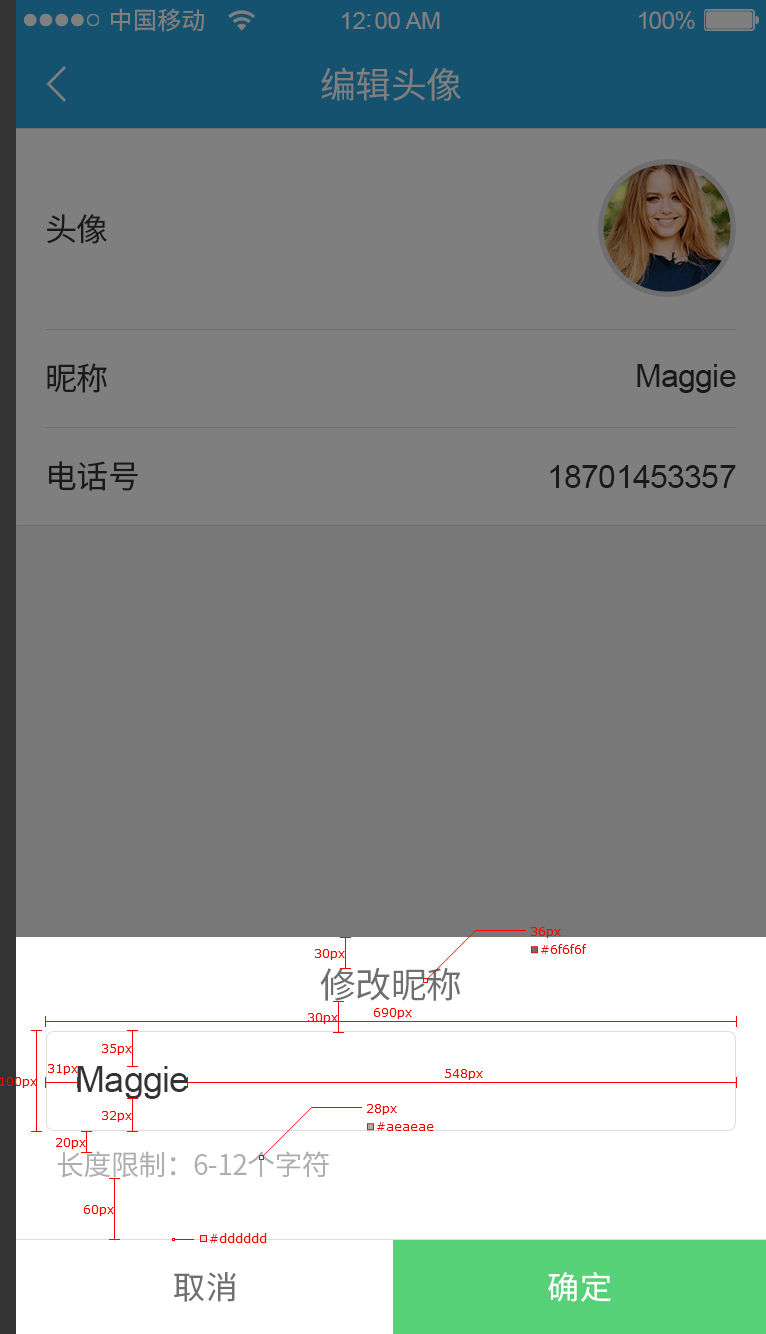 中国移动 12:00 AM 100%
编辑头像
头像
昵称 Maggie
电话号 18701453357
36px
30px #6f6f6f
修改昵称
30px 690px
35px
31px 548px
100px Maggie
32px 28px
#aeaeae
20px
长度限制：6-12个字符
60px
#dddddd
取消 确定